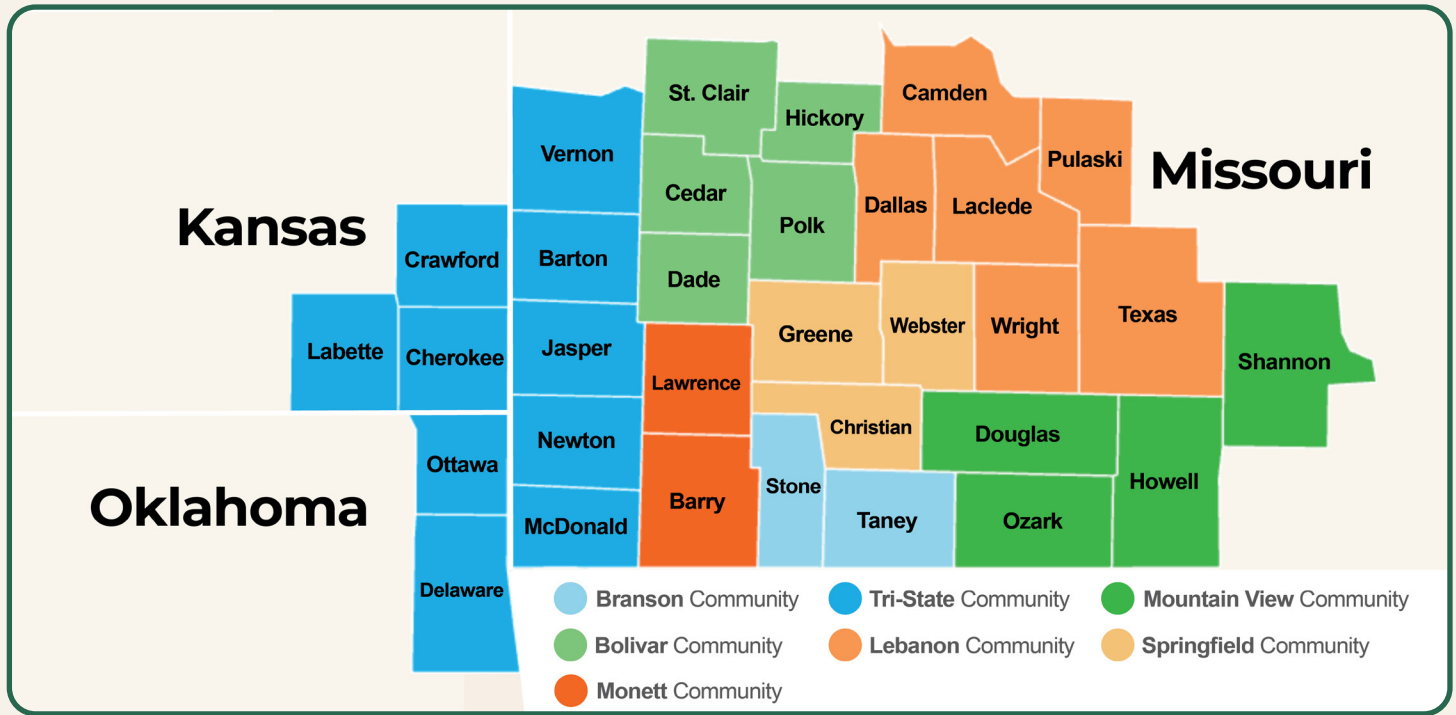 St. Clair
Camden
Hickory
Vernon
Pulaski
Missouri
Cedar
Dallas
Laclede
Kansas
Polk
Crawford
Barton
Dade
Texas
Greene
Webster
Wright
Labette
Cherokee
Jasper
Shannon
Lawrence
Christian
Douglas
Newton
Ottawa
Howell
Stone
Oklahoma
Barry
McDonald
Taney
Ozark
Delaware
Branson Community
Tri-State Community
Mountain View Community
Bolivar Community
Lebanon Community
Springfield Community
Monett Community